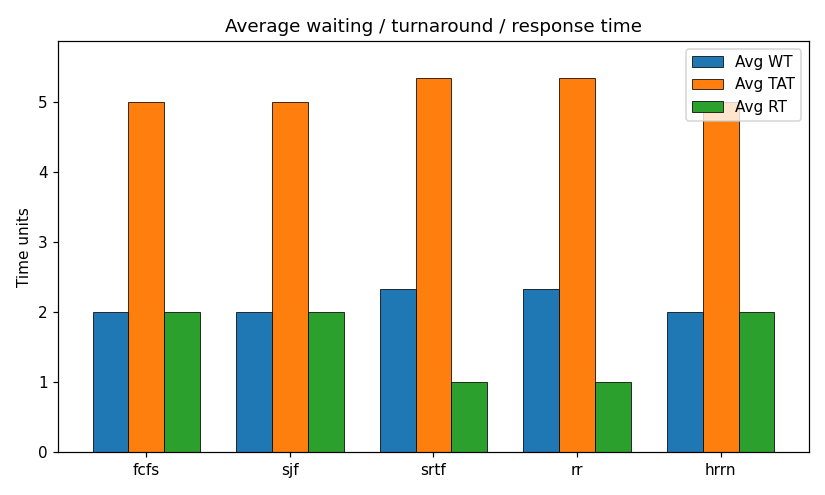 Average waiting / turnaround / response time
Avg WT
Avg TAT
Avg RT
Time units
5
4
3
2
1
0
fcfs
sjf
srtf
rr
hrrn